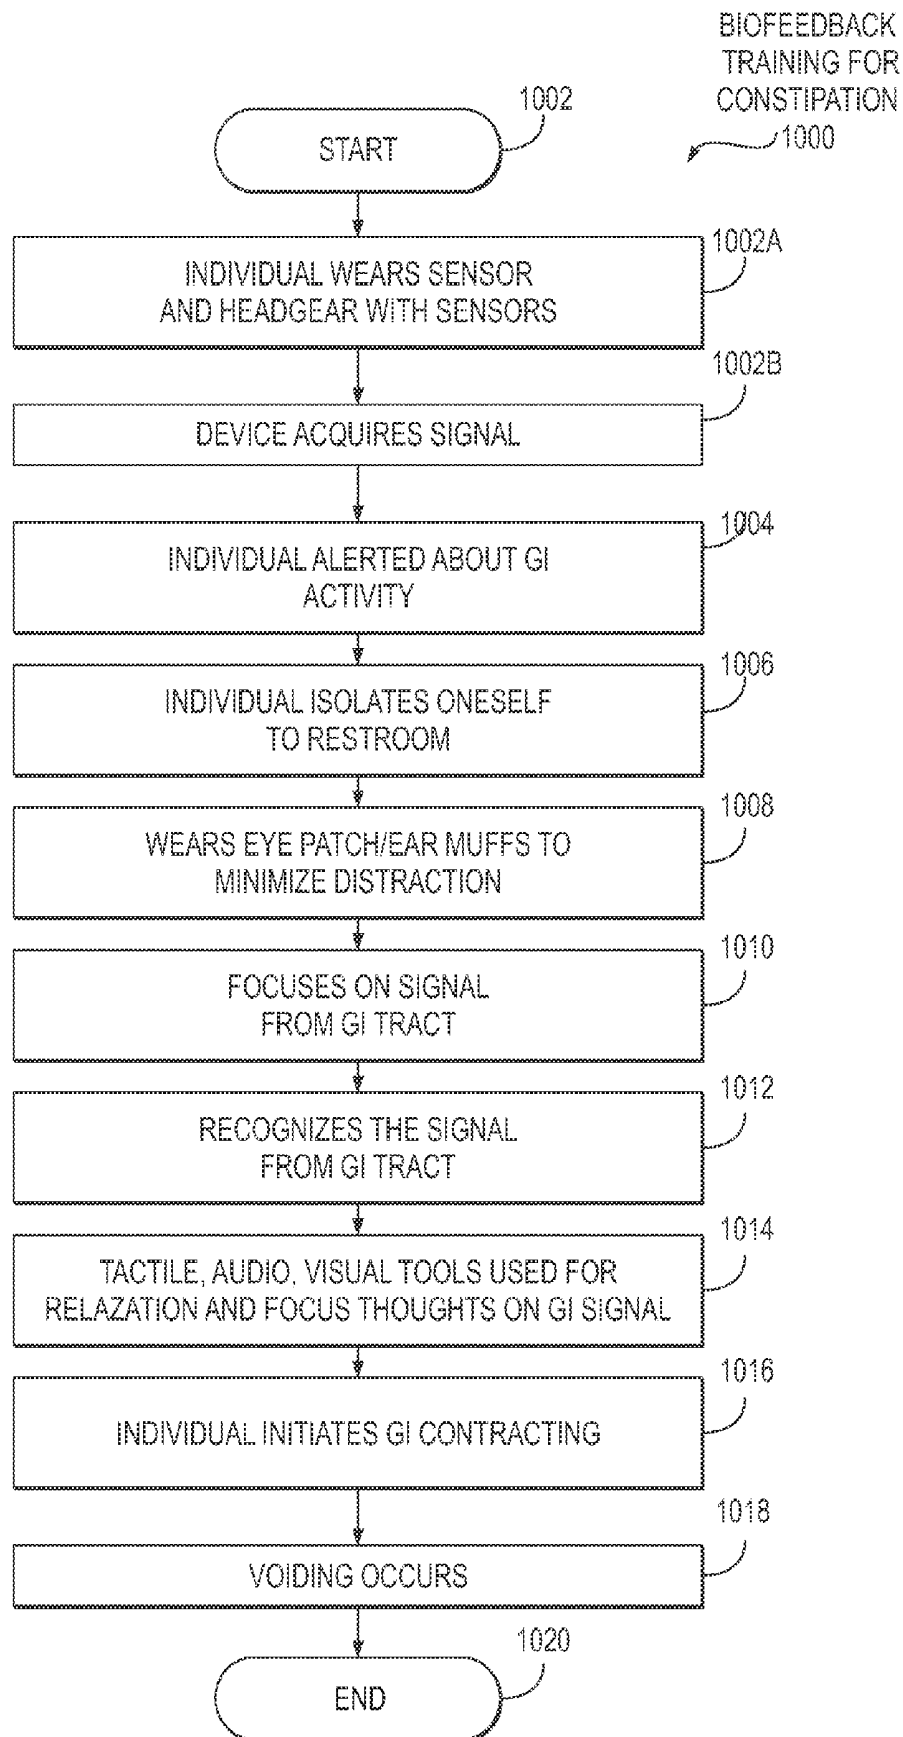 BIOFEEDBACK
TRAINING FOR
CONSTIPATION
1000
1002
START
1002A
INDIVIDUAL WEARS SENSOR
AND HEADGEAR WITH SENSORS
1002B
DEVICE ACQUIRES SIGNAL
1004
INDIVIDUAL ALERTED ABOUT GI
ACTIVITY
1006
INDIVIDUAL ISOLATES ONESELF
TO RESTROOM
1008
WEARS EYE PATCH/EAR MUFFS TO
MINIMIZE DISTRACTION
1010
FOCUSES ON SIGNAL
FROM GI TRACT
1012
RECOGNIZES THE SIGNAL
FROM GI TRACT
1014
TACTILE, AUDIO, VISUAL TOOLS USED FOR
RELAZATION AND FOCUS THOUGHTS ON GI SIGNAL
1016
INDIVIDUAL INITIATES GI CONTRACTING
1018
VOIDING OCCURS
1020
END